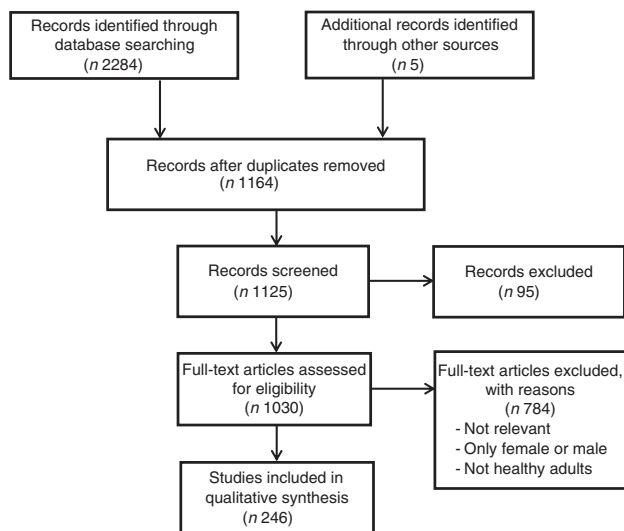 Records identified through
database searching
(n 2284)
Additional records identified
through other sources
(n 5)
Records after duplicates removed
(n 1164)
Records screened
(n 1125)
Records excluded
(n 95)
Full-text articles assessed
for eligibility
(n 1030)
Full-text articles excluded,
with reasons
(n 784)
- Not relevant
- Only female or male
- Not healthy adults
Studies included in
qualitative synthesis
(n 246)